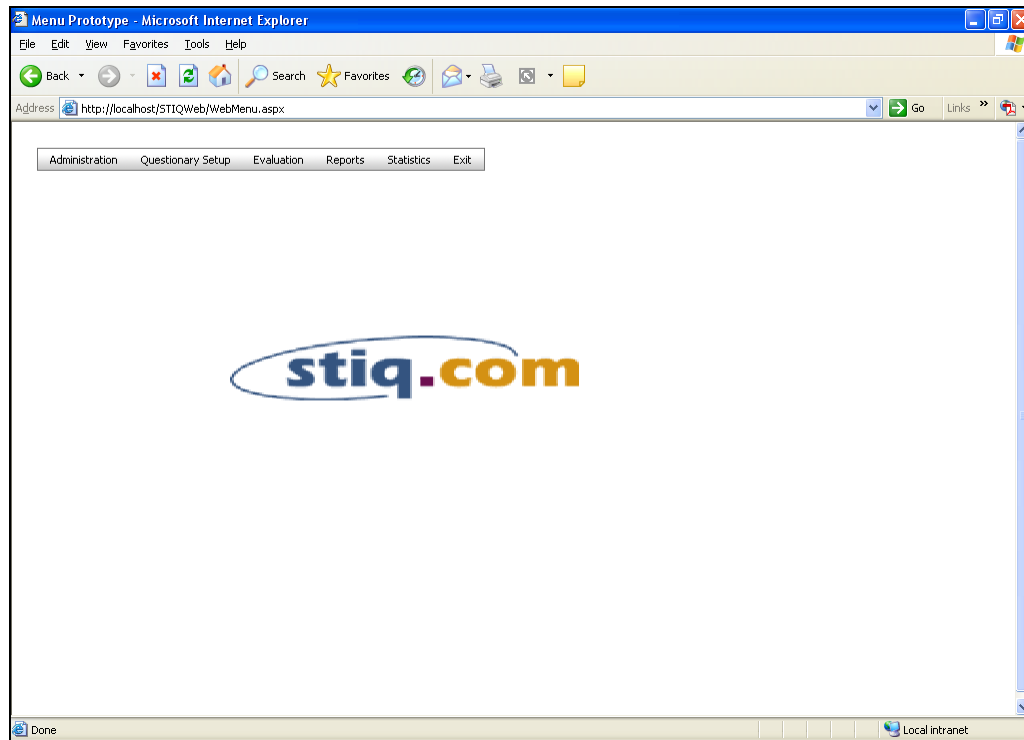 Menu Prototype - Microsoft Internet Explorer
File Edit View Favorites Tools Help
Back Search Favorites
Address http://localhost/STIQWeb/WebMenu.aspx Go Links »
Administration Questionary Setup Evaluation Reports Statistics Exit
stiq.com
Done Local intranet